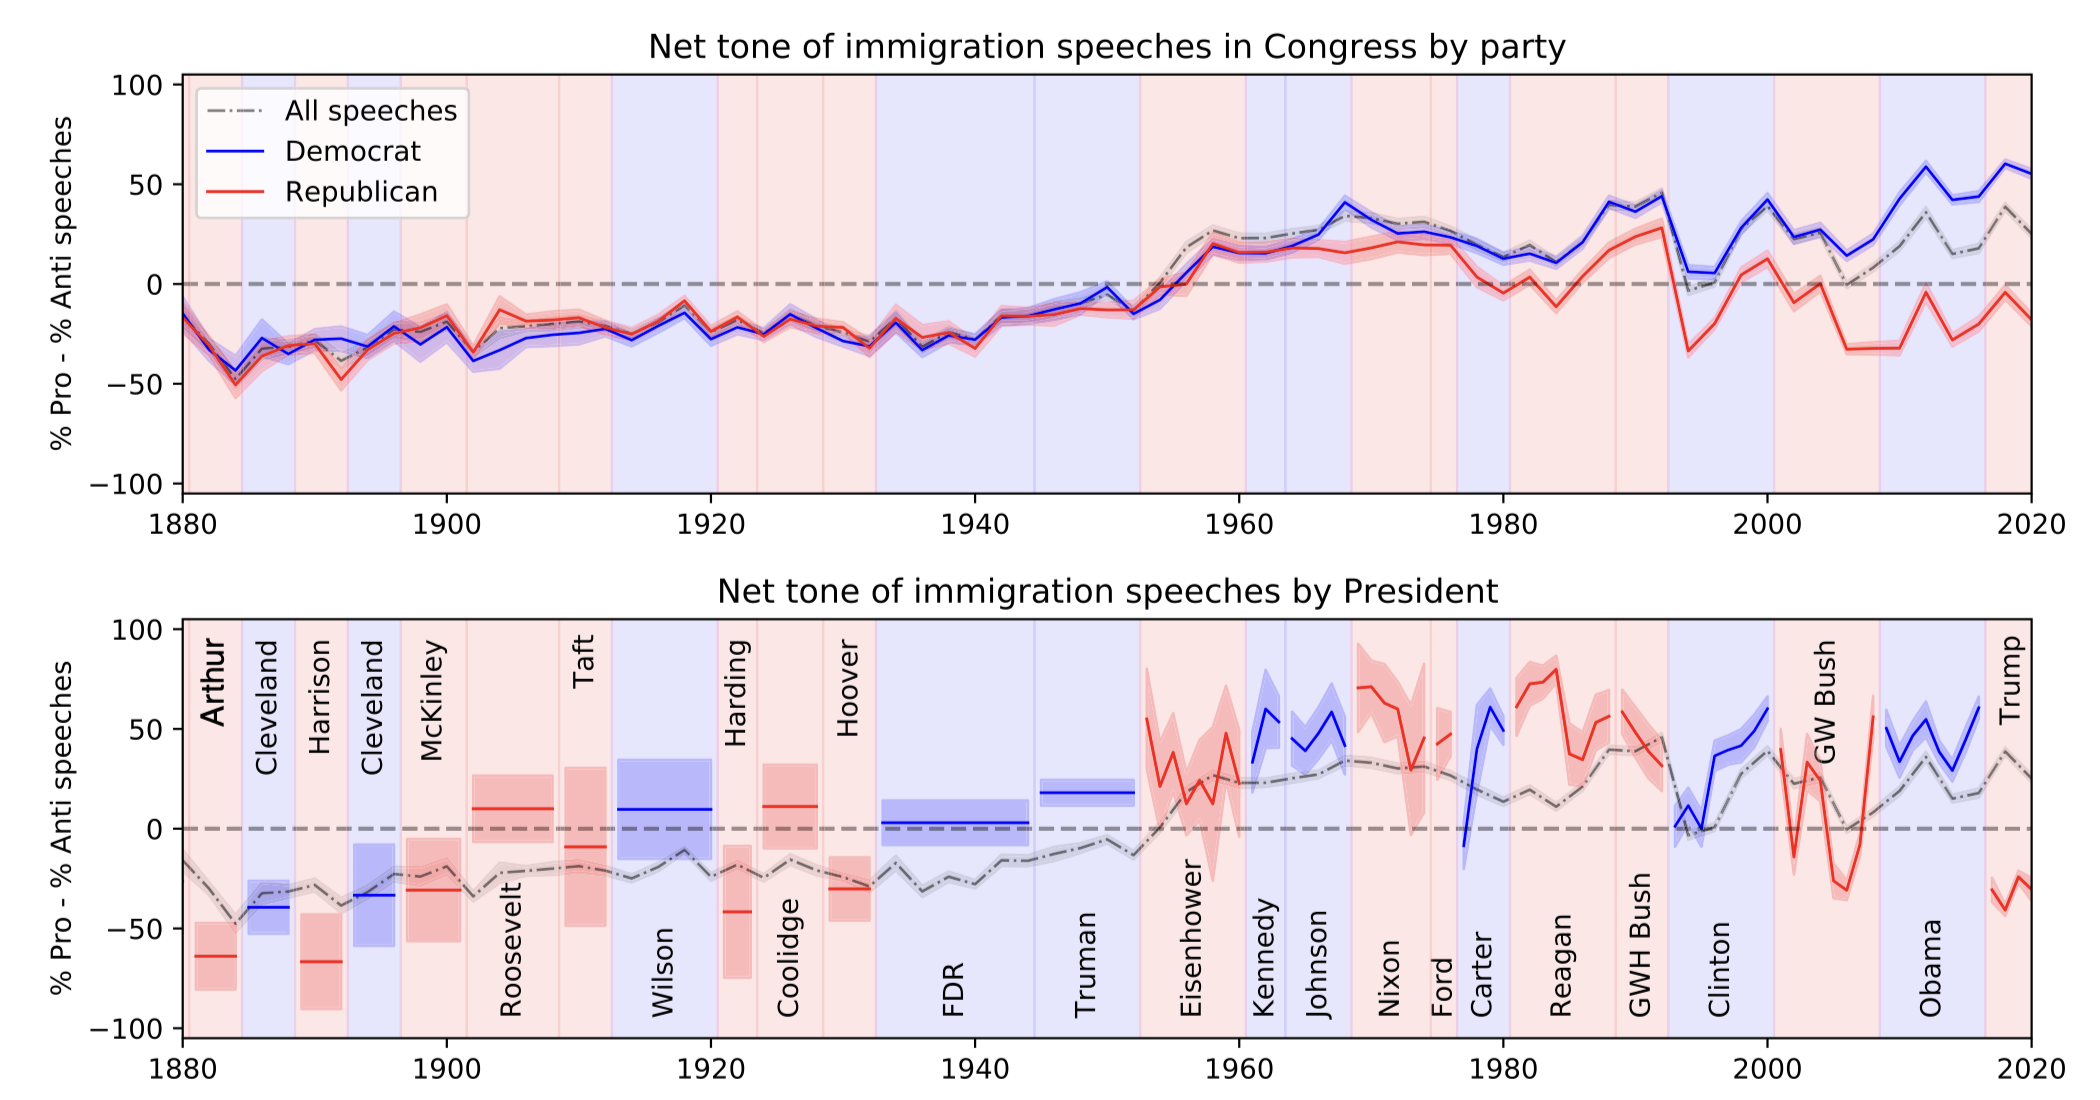 Net tone of immigration speeches in Congress by party
% Pro - % Anti speeches
100
50
0
−50
−100
All speeches
Democrat
Republican
1880 1900 1920 1940 1960 1980 2000 2020
Net tone of immigration speeches by President
% Pro - % Anti speeches
100
50
0
−50
−100
Arthur
Cleveland
Harrison
Cleveland
McKinley
Roosevelt
Taft
Wilson
Harding
Coolidge
Hoover
FDR
Truman
Eisenhower
Kennedy
Johnson
Nixon
Ford
Carter
Reagan
GWH Bush
Clinton
GW Bush
Obama
Trump
1880 1900 1920 1940 1960 1980 2000 2020